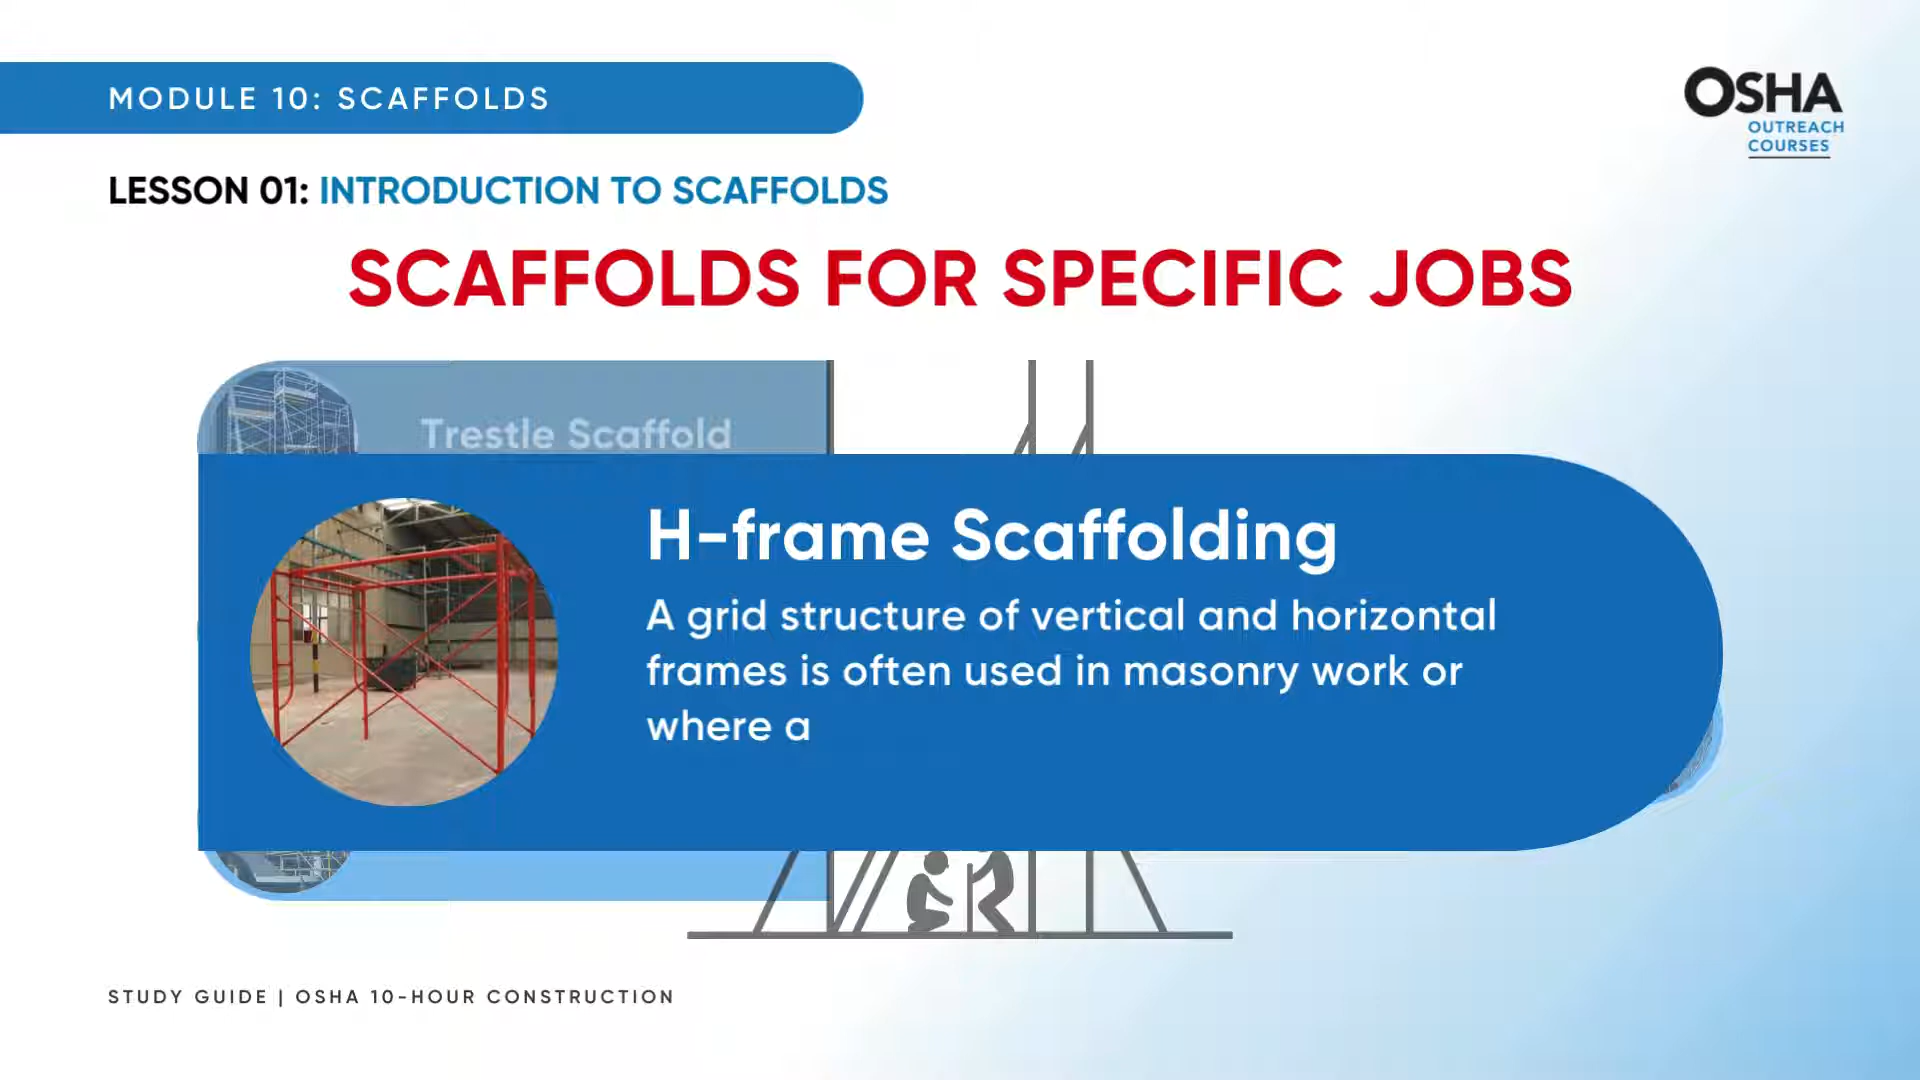 MODULE 10: SCAFFOLDS
OSHA
OUTREACH
COURSES
LESSON 01: INTRODUCTION TO SCAFFOLDS
SCAFFOLDS FOR SPECIFIC JOBS
Trestle Scaffold
H-frame Scaffolding
A grid structure of vertical and horizontal
frames is often used in masonry work or
where a
STUDY GUIDE | OSHA 10-HOUR CONSTRUCTION